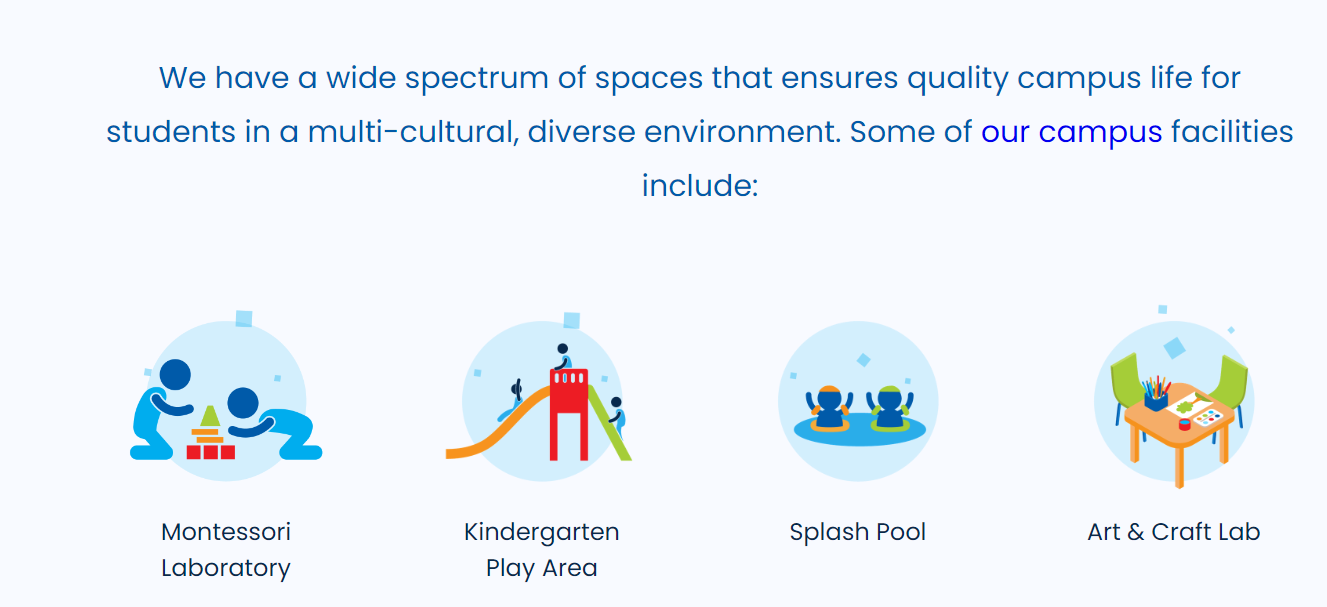 We have a wide spectrum of spaces that ensures quality campus life for
students in a multi-cultural, diverse environment. Some of our campus facilities
include:
Montessori
Laboratory
Kindergarten
Play Area
Splash Pool
Art & Craft Lab